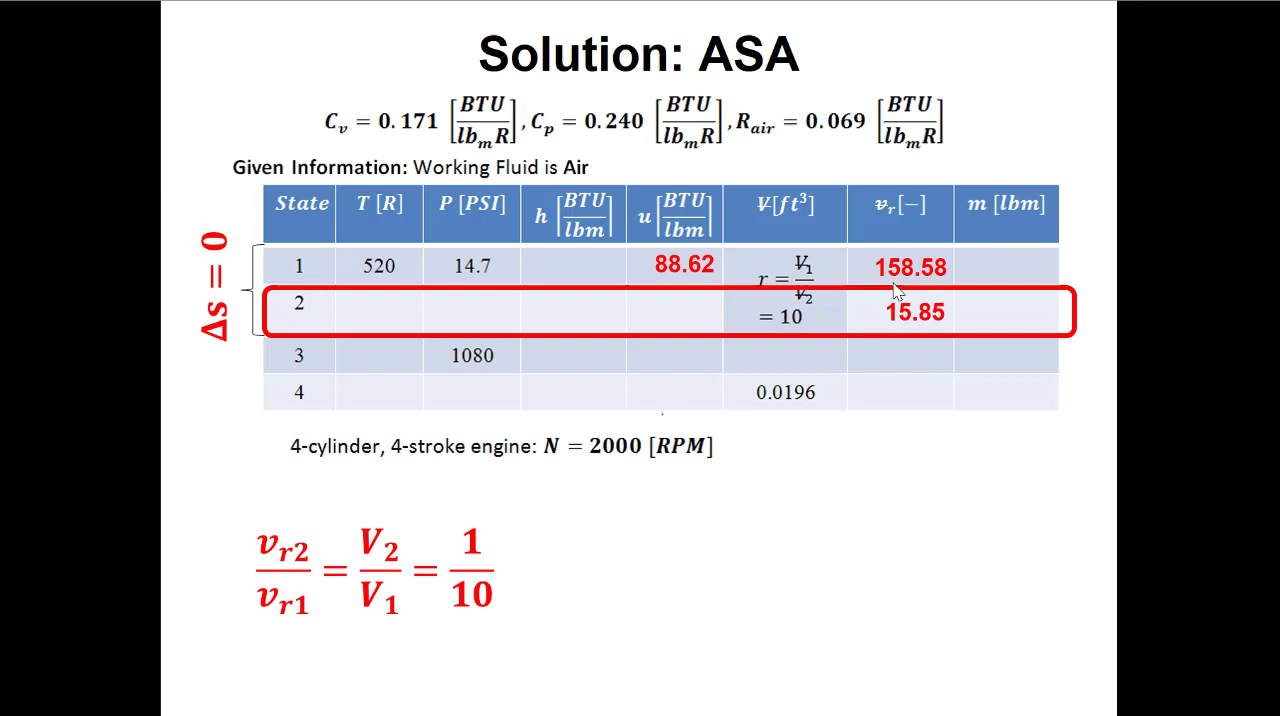 Solution: ASA
C_v = 0.171 [BTU/lb_m R], C_p = 0.240 [BTU/lb_m R], R_air = 0.069 [BTU/lb_m R]
Given Information: Working Fluid is Air
State T [R] P [PSI] h [BTU/lbm] u [BTU/lbm] V[ft³] v_r[−] m [lbm]
Δs = 0
1 520 14.7 88.62 r = V_1/V_2 158.58
2 = 10 15.85
3 1080
4 0.0196
4-cylinder, 4-stroke engine: N = 2000 [RPM]
v_r2/v_r1 = V_2/V_1 = 1/10